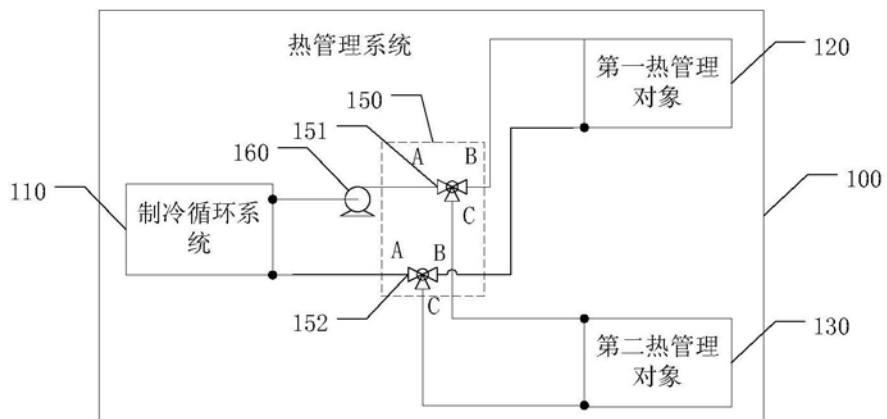 热管理系统
120
第一热管理
对象
150
151
A
B
160
110
100
C
制冷循环系
统
A
B
C
152
第二热管理
对象
130